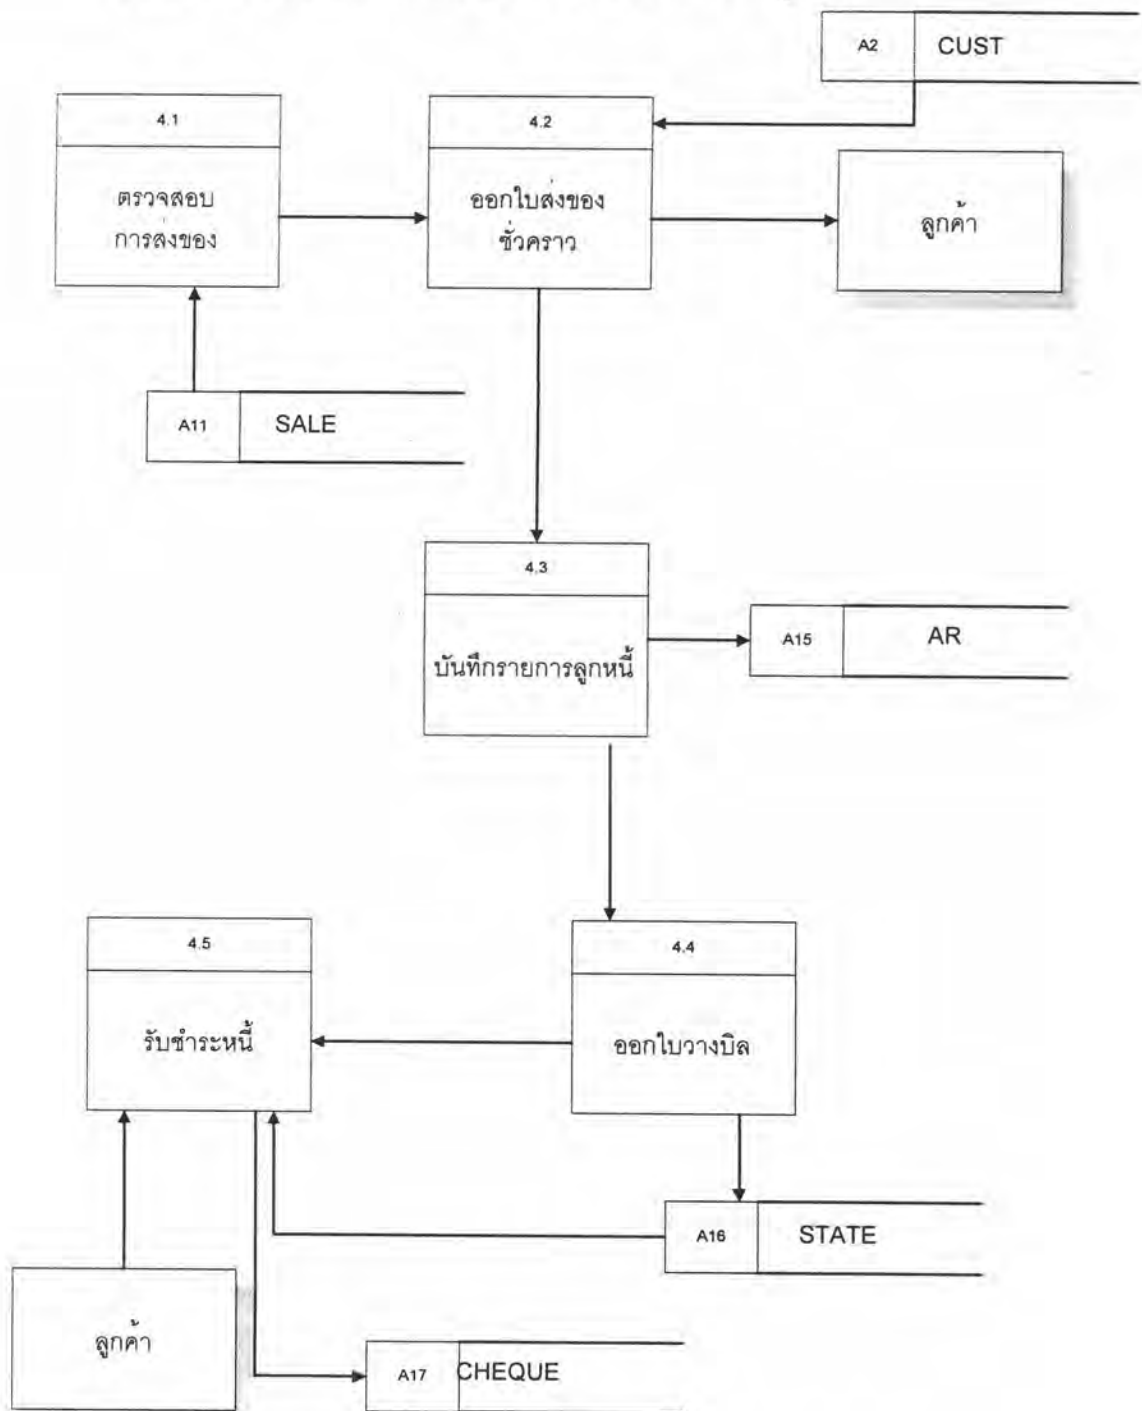 A2 CUST
4.1
ตรวจสอบ
การส่งของ
4.2
ออกใบส่งของ
ชั่วคราว
ลูกค้า
A11 SALE
4.3
บันทึกรายการลูกหนี้
A15 AR
4.5
รับชำระหนี้
4.4
ออกใบวางบิล
A16 STATE
ลูกค้า
A17 CHEQUE